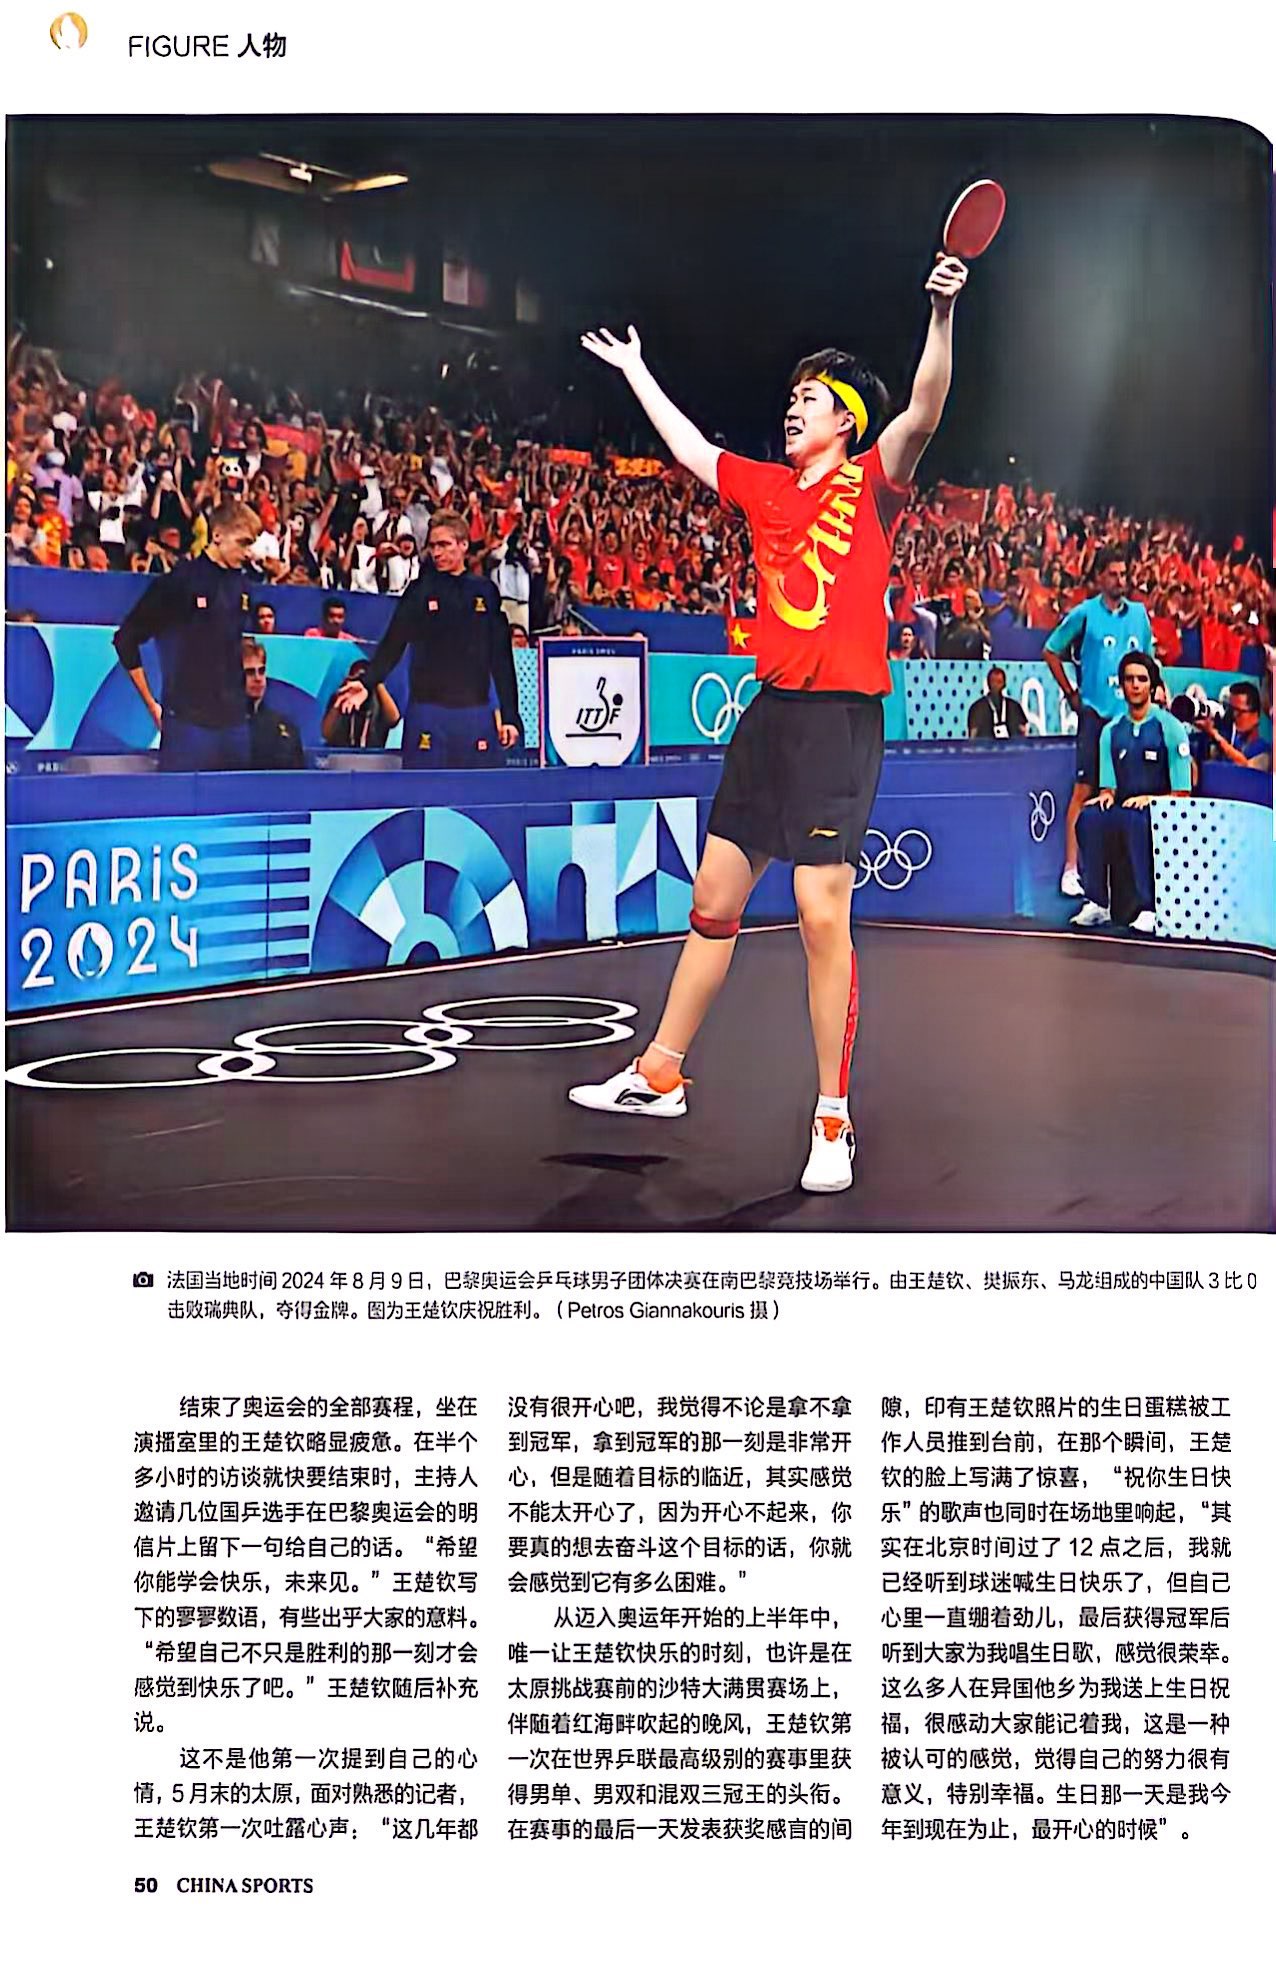 FIGURE 人物
CHINA
PARIS 2024
ITTF
PARIS
2024
法国当地时间 2024 年 8 月 9 日，巴黎奥运会乒乓球男子团体决赛在南巴黎竞技场举行。由王楚钦、樊振东、马龙组成的中国队 3 比 0
击败瑞典队，夺得金牌。图为王楚钦庆祝胜利。（Petros Giannakouris 摄）
结束了奥运会的全部赛程，坐在
演播室里的王楚钦略显疲惫。在半个
多小时的访谈就快要结束时，主持人
邀请几位国乒选手在巴黎奥运会的明
信片上留下一句给自己的话。“希望
你能学会快乐，未来见。”王楚钦写
下的寥寥数语，有些出乎大家的意料。
“希望自己不只是胜利的那一刻才会
感觉到快乐了吧。”王楚钦随后补充
说。
这不是他第一次提到自己的心
情，5 月末的太原，面对熟悉的记者，
王楚钦第一次吐露心声：“这几年都
没有很开心吧，我觉得不论是拿不拿
到冠军，拿到冠军的那一刻是非常开
心，但是随着目标的临近，其实感觉
不能太开心了，因为开心不起来，你
要真的想去奋斗这个目标的话，你就
会感觉到它有多么困难。”
从迈入奥运年开始的上半年中，
唯一让王楚钦快乐的时刻，也许是在
太原挑战赛前的沙特大满贯赛场上，
伴随着红海畔吹起的晚风，王楚钦第
一次在世界乒联最高级别的赛事里获
得男单、男双和混双三冠王的头衔。
在赛事的最后一天发表获奖感言的间
隙，印有王楚钦照片的生日蛋糕被工
作人员推到台前，在那个瞬间，王楚
钦的脸上写满了惊喜，“祝你生日快
乐”的歌声也同时在场地里响起，“其
实在北京时间过了 12 点之后，我就
已经听到球迷喊生日快乐了，但自己
心里一直绷着劲儿，最后获得冠军后
听到大家为我唱生日歌，感觉很荣幸。
这么多人在异国他乡为我送上生日祝
福，很感动大家能记着我，这是一种
被认可的感觉，觉得自己的努力很有
意义，特别幸福。生日那一天是我今
年到现在为止，最开心的时候”。
50 CHINA SPORTS